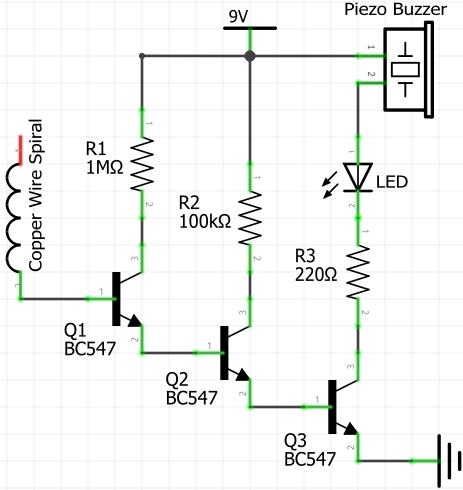 9V
Piezo Buzzer
1
2
Copper Wire Spiral
1
2
R1
1MΩ
1
2
R2
100kΩ
1
2
1
2
LED
R3
220Ω
1
2
Q1
BC547
1
2
3
Q2
BC547
1
2
3
Q3
BC547
1
2
3